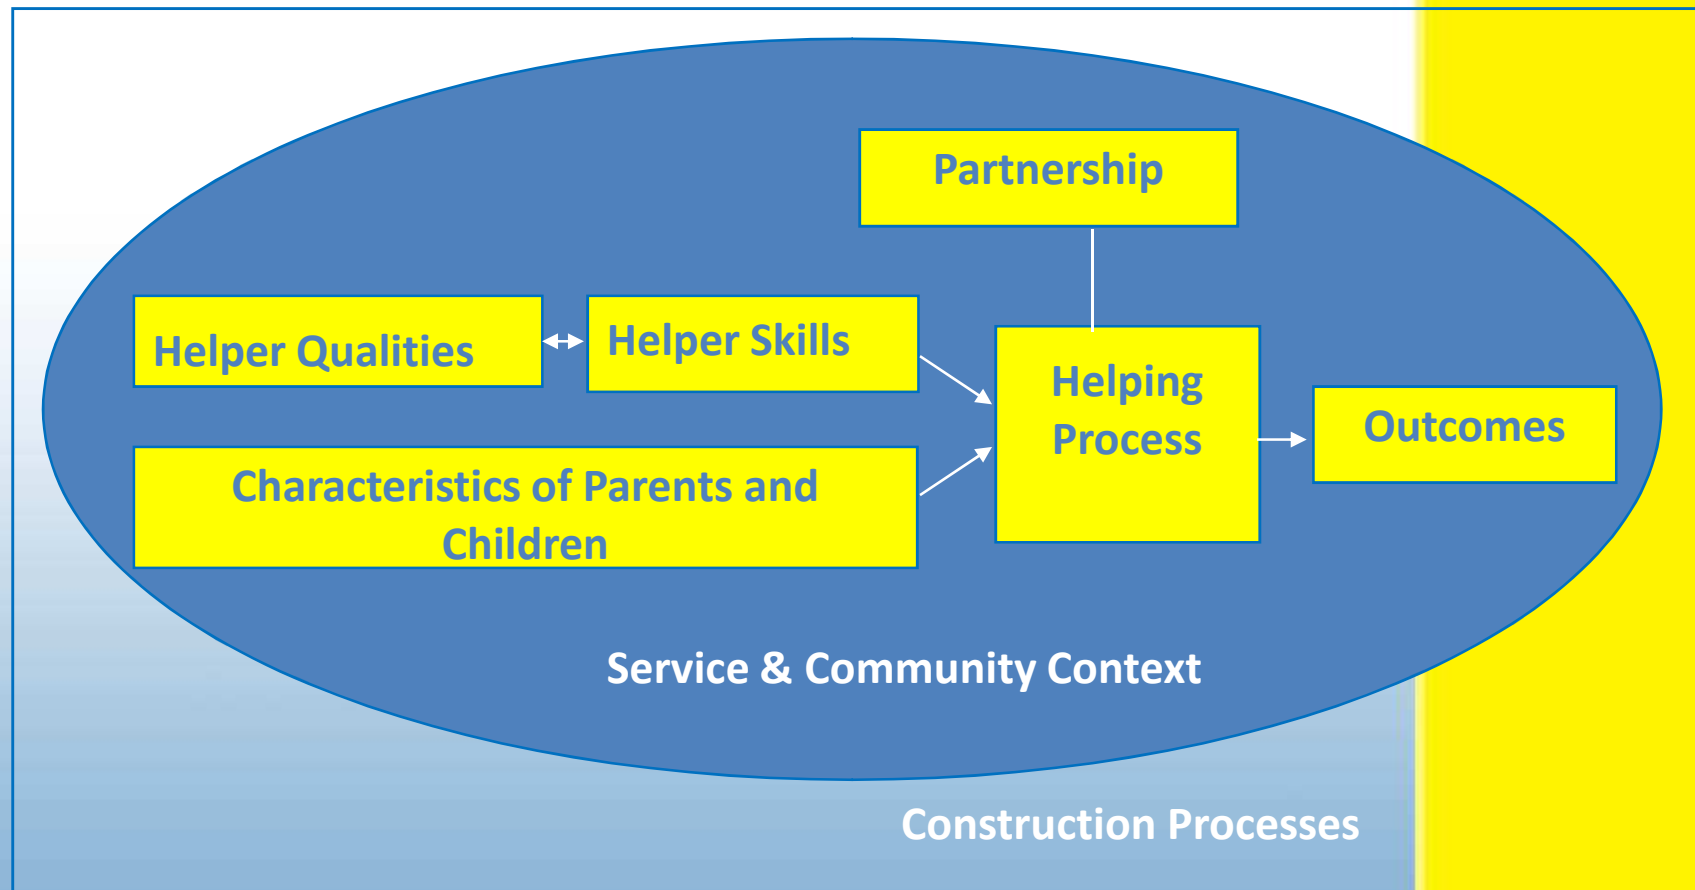 Partnership
Helper Qualities
Helper Skills
Helping
Process
Outcomes
Characteristics of Parents and
Children
Service & Community Context
Construction Processes